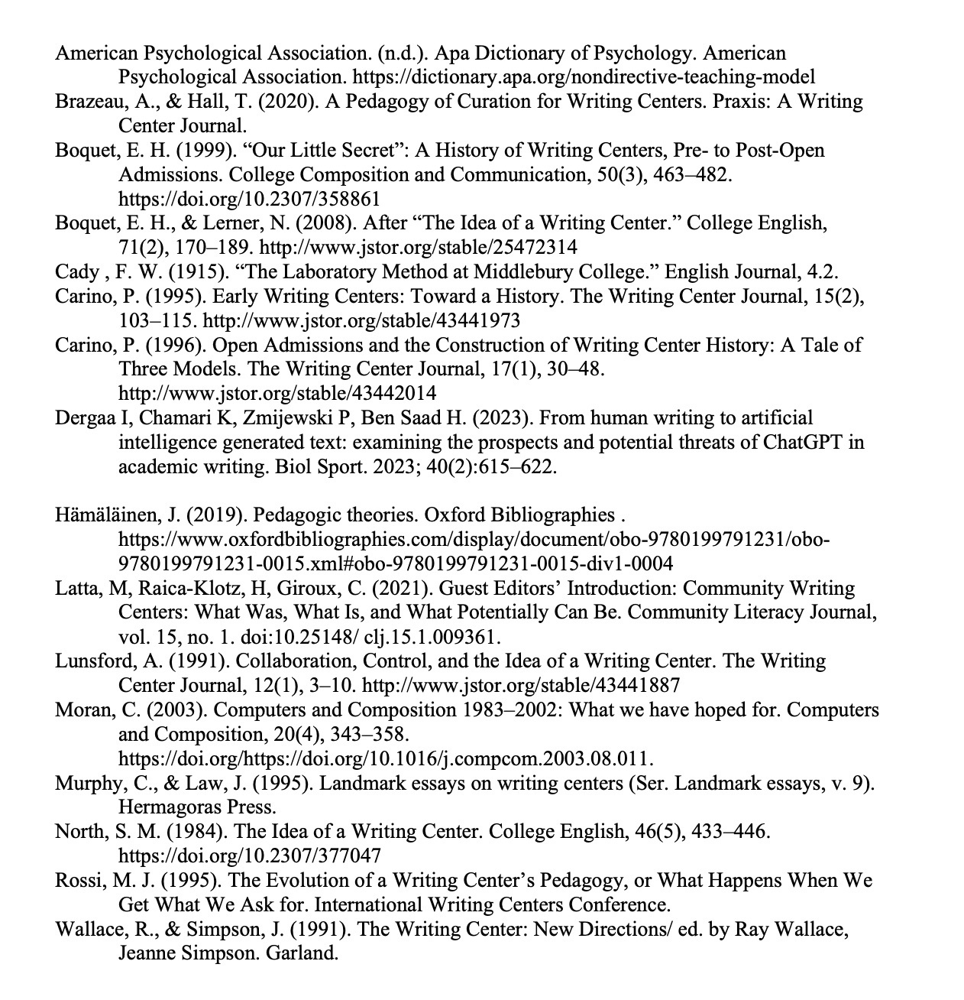 American Psychological Association. (n.d.). Apa Dictionary of Psychology. American
Psychological Association. https://dictionary.apa.org/nondirective-teaching-model
Brazeau, A., & Hall, T. (2020). A Pedagogy of Curation for Writing Centers. Praxis: A Writing
Center Journal.
Boquet, E. H. (1999). “Our Little Secret”: A History of Writing Centers, Pre- to Post-Open
Admissions. College Composition and Communication, 50(3), 463–482.
https://doi.org/10.2307/358861
Boquet, E. H., & Lerner, N. (2008). After “The Idea of a Writing Center.” College English,
71(2), 170–189. http://www.jstor.org/stable/25472314
Cady , F. W. (1915). “The Laboratory Method at Middlebury College.” English Journal, 4.2.
Carino, P. (1995). Early Writing Centers: Toward a History. The Writing Center Journal, 15(2),
103–115. http://www.jstor.org/stable/43441973
Carino, P. (1996). Open Admissions and the Construction of Writing Center History: A Tale of
Three Models. The Writing Center Journal, 17(1), 30–48.
http://www.jstor.org/stable/43442014
Dergaa I, Chamari K, Zmijewski P, Ben Saad H. (2023). From human writing to artificial
intelligence generated text: examining the prospects and potential threats of ChatGPT in
academic writing. Biol Sport. 2023; 40(2):615–622.
Hämäläinen, J. (2019). Pedagogic theories. Oxford Bibliographies .
https://www.oxfordbibliographies.com/display/document/obo-9780199791231/obo-
9780199791231-0015.xml#obo-9780199791231-0015-div1-0004
Latta, M, Raica-Klotz, H, Giroux, C. (2021). Guest Editors’ Introduction: Community Writing
Centers: What Was, What Is, and What Potentially Can Be. Community Literacy Journal,
vol. 15, no. 1. doi:10.25148/ clj.15.1.009361.
Lunsford, A. (1991). Collaboration, Control, and the Idea of a Writing Center. The Writing
Center Journal, 12(1), 3–10. http://www.jstor.org/stable/43441887
Moran, C. (2003). Computers and Composition 1983–2002: What we have hoped for. Computers
and Composition, 20(4), 343–358.
https://doi.org/https://doi.org/10.1016/j.compcom.2003.08.011.
Murphy, C., & Law, J. (1995). Landmark essays on writing centers (Ser. Landmark essays, v. 9).
Hermagoras Press.
North, S. M. (1984). The Idea of a Writing Center. College English, 46(5), 433–446.
https://doi.org/10.2307/377047
Rossi, M. J. (1995). The Evolution of a Writing Center’s Pedagogy, or What Happens When We
Get What We Ask for. International Writing Centers Conference.
Wallace, R., & Simpson, J. (1991). The Writing Center: New Directions/ ed. by Ray Wallace,
Jeanne Simpson. Garland.